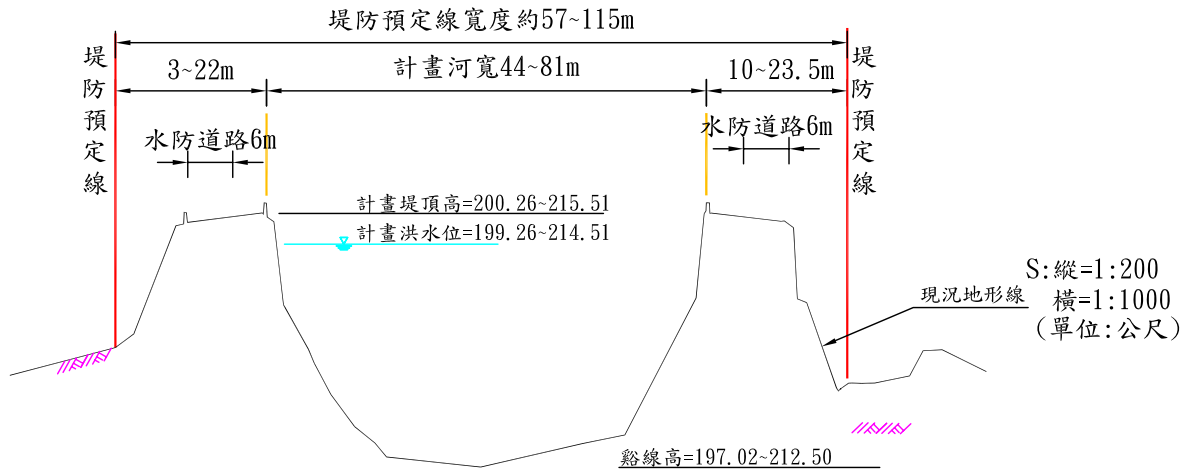 堤防預定線寬度約57~115m
堤防預定線
3~22m
計畫河寬44~81m
10~23.5m
堤防預定線
水防道路6m
水防道路6m
計畫堤頂高=200.26~215.51
計畫洪水位=199.26~214.51
現況地形線
S:縱=1:200
橫=1:1000
(單位:公尺)
谿線高=197.02~212.50